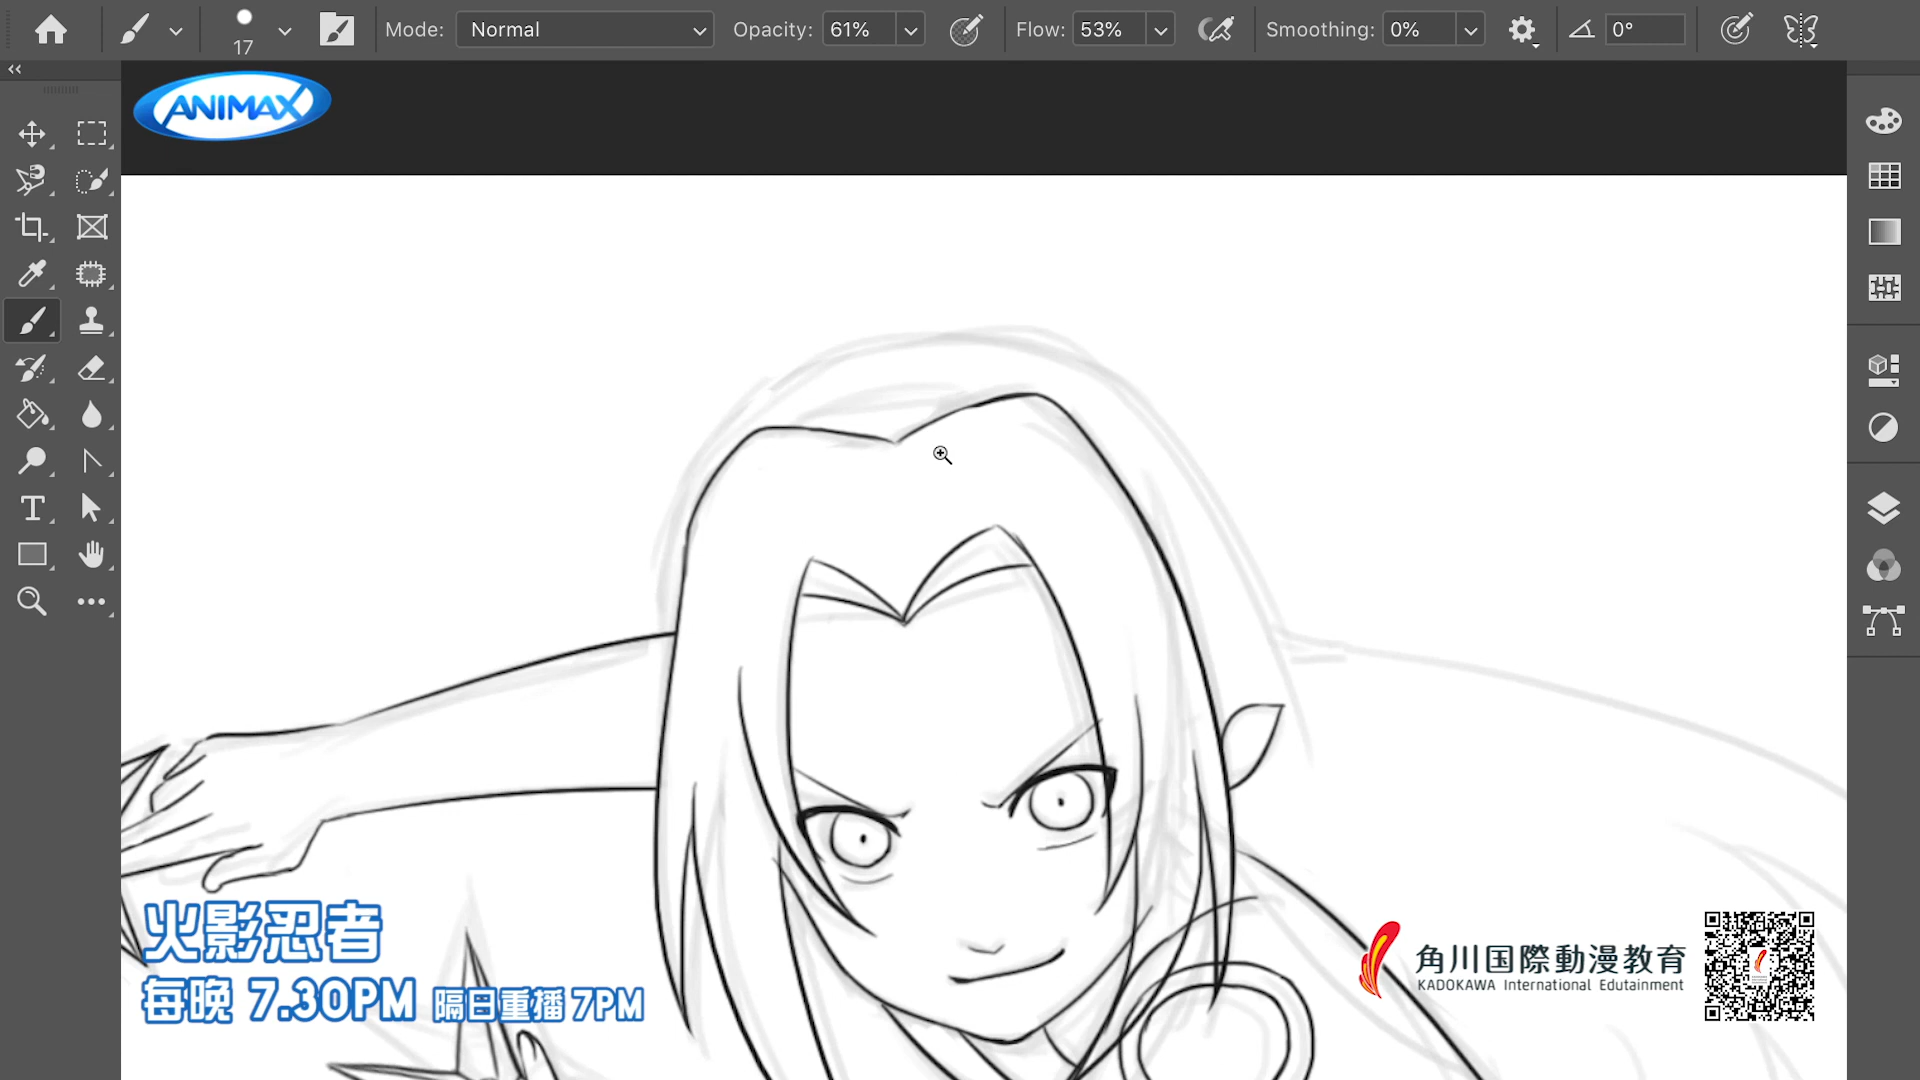 17
Mode: Normal
Opacity: 61%
Flow: 53%
Smoothing: 0%
0°
ANIMAX
火影忍者
每晚 7.30PM 隔日重播 7PM
角川国際動漫教育
KADOKAWA International Edutainment